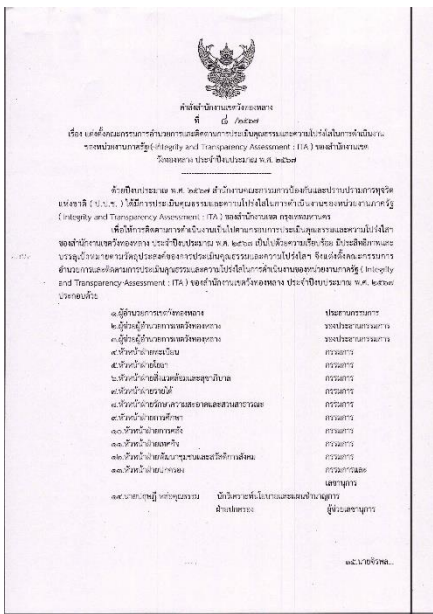 คำสั่งสำนักงานเขตวังทองหลาง
ที่ ๘ /๒๕๖๗
เรื่อง แต่งตั้งคณะกรรมการอำนวยการและติดตามการประเมินคุณธรรมและความโปร่งใสในการดำเนินงาน
ของหน่วยงานภาครัฐ (Integrity and Transparency Assessment : ITA ) ของสำนักงานเขต
วังทองหลาง ประจำปีงบประมาณ พ.ศ. ๒๕๖๗
ด้วยปีงบประมาณ พ.ศ. ๒๕๖๗ สำนักงานคณะกรรมการป้องกันและปราบปรามการทุจริต
แห่งชาติ (ป.ป.ช.) ได้มีการประเมินคุณธรรมและความโปร่งใสในการดำเนินงานของหน่วยงานภาครัฐ
( Integrity and Transparency Assessment : ITA ) ของสำนักงานเขต กรุงเทพมหานคร
เพื่อให้การติดตามการดำเนินงานเป็นไปตามกรอบการประเมินคุณธรรมและความโปร่งใสฯ
ของสำนักงานเขตวังทองหลาง ประจำปีงบประมาณ พ.ศ. ๒๕๖๗ เป็นไปด้วยความเรียบร้อย มีประสิทธิภาพและ
บรรลุเป้าหมายตามวัตถุประสงค์ของการประเมินคุณธรรมและความโปร่งใสฯ จึงแต่งตั้งคณะกรรมการ
อำนวยการและติดตามการประเมินคุณธรรมและความโปร่งใสในการดำเนินงานของหน่วยงานภาครัฐ ( Integrity
and Transparency Assessment : ITA ) ของสำนักงานเขตวังทองหลาง ประจำปีงบประมาณ พ.ศ. ๒๕๖๗
ประกอบด้วย
๑.ผู้อำนวยการเขตวังทองหลาง ประธานกรรมการ
๒.ผู้ช่วยผู้อำนวยการเขตวังทองหลาง รองประธานกรรมการ
๓.ผู้ช่วยผู้อำนวยการเขตวังทองหลาง รองประธานกรรมการ
๔.หัวหน้าฝ่ายทะเบียน กรรมการ
๕.หัวหน้าฝ่ายโยธา กรรมการ
๖.หัวหน้าฝ่ายสิ่งแวดล้อมและสุขาภิบาล กรรมการ
๗.หัวหน้าฝ่ายรายได้ กรรมการ
๘.หัวหน้าฝ่ายรักษาความสะอาดและสวนสาธารณะ กรรมการ
๙.หัวหน้าฝ่ายการศึกษา กรรมการ
๑๐.หัวหน้าฝ่ายการคลัง กรรมการ
๑๑.หัวหน้าฝ่ายเทศกิจ กรรมการ
๑๒.หัวหน้าฝ่ายพัฒนาชุมชนและสวัสดิการสังคม กรรมการ
๑๓.หัวหน้าฝ่ายปกครอง กรรมการและ
เลขานุการ
๑๔. นักวิเคราะห์นโยบายและแผนชำนาญการ
ฝ่ายปกครอง ผู้ช่วยเลขานุการ
๑๕.นายจิรพล...